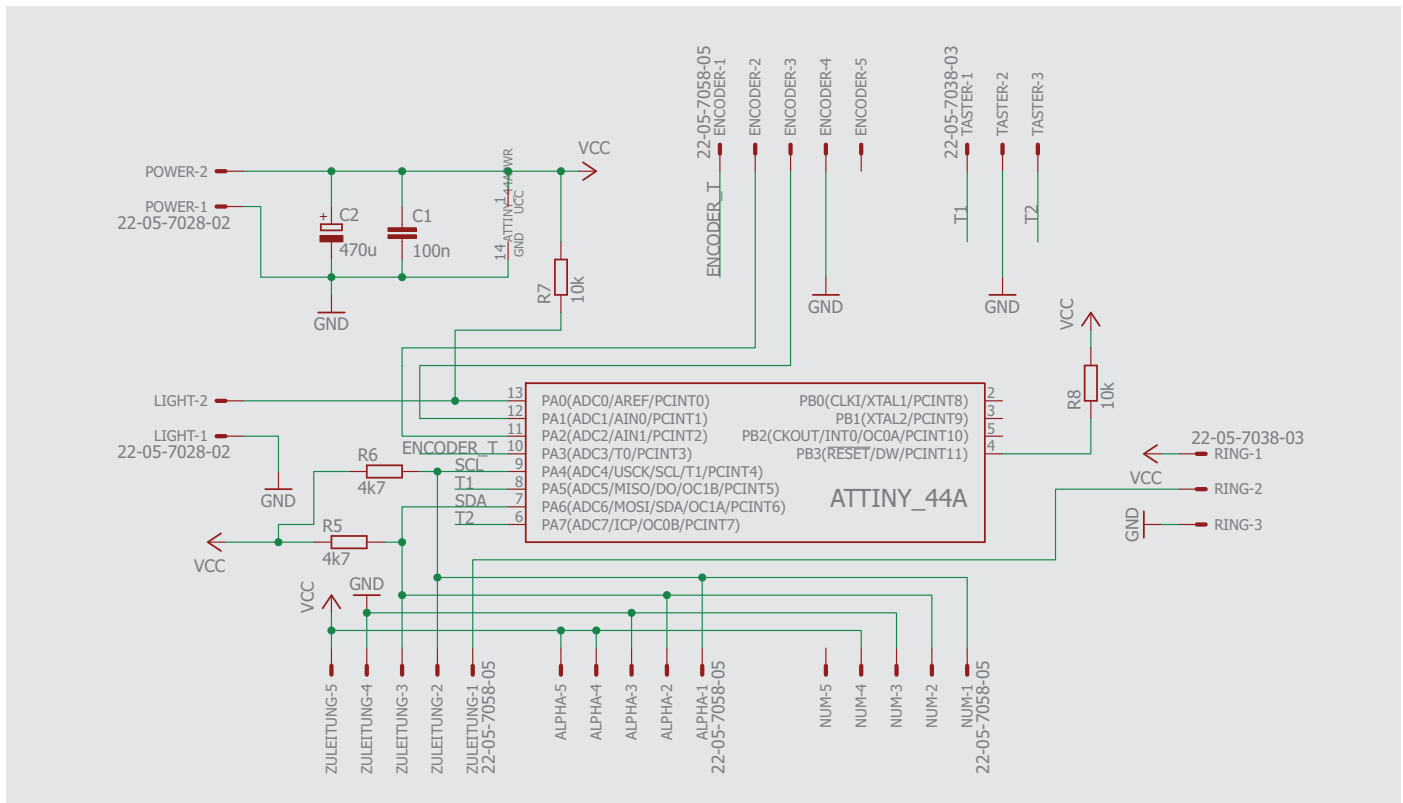 22-05-7058-05
ENCODER-1
ENCODER-2
ENCODER-3
ENCODER-4
ENCODER-5
22-05-7038-03
TASTER-1
TASTER-2
TASTER-3
POWER-2
POWER-1
22-05-7028-02
+
C2
470u
C1
100n
1
14
ATTINY_44APWR
GND
UCC
VCC
GND
R7
10k
ENCODER_T
GND
T1
T2
GND
VCC
R8
10k
LIGHT-2
LIGHT-1
22-05-7028-02
GND
13
PA0(ADC0/AREF/PCINT0)
12
PA1(ADC1/AIN0/PCINT1)
11
PA2(ADC2/AIN1/PCINT2)
ENCODER_T
10
PA3(ADC3/T0/PCINT3)
SCL
9
PA4(ADC4/USCK/SCL/T1/PCINT4)
T1
8
PA5(ADC5/MISO/DO/OC1B/PCINT5)
SDA
7
PA6(ADC6/MOSI/SDA/OC1A/PCINT6)
T2
6
PA7(ADC7/ICP/OC0B/PCINT7)
PB0(CLKI/XTAL1/PCINT8)
2
PB1(XTAL2/PCINT9)
3
PB2(CKOUT/INT0/OC0A/PCINT10)
5
PB3(RESET/DW/PCINT11)
4
ATTINY_44A
R6
4k7
R5
4k7
VCC
22-05-7038-03
RING-1
VCC
RING-2
GND
RING-3
VCC
GND
ZULEITUNG-5
ZULEITUNG-4
ZULEITUNG-3
ZULEITUNG-2
ZULEITUNG-1
22-05-7058-05
ALPHA-5
ALPHA-4
ALPHA-3
ALPHA-2
ALPHA-1
22-05-7058-05
NUM-5
NUM-4
NUM-3
NUM-2
NUM-1
22-05-7058-05